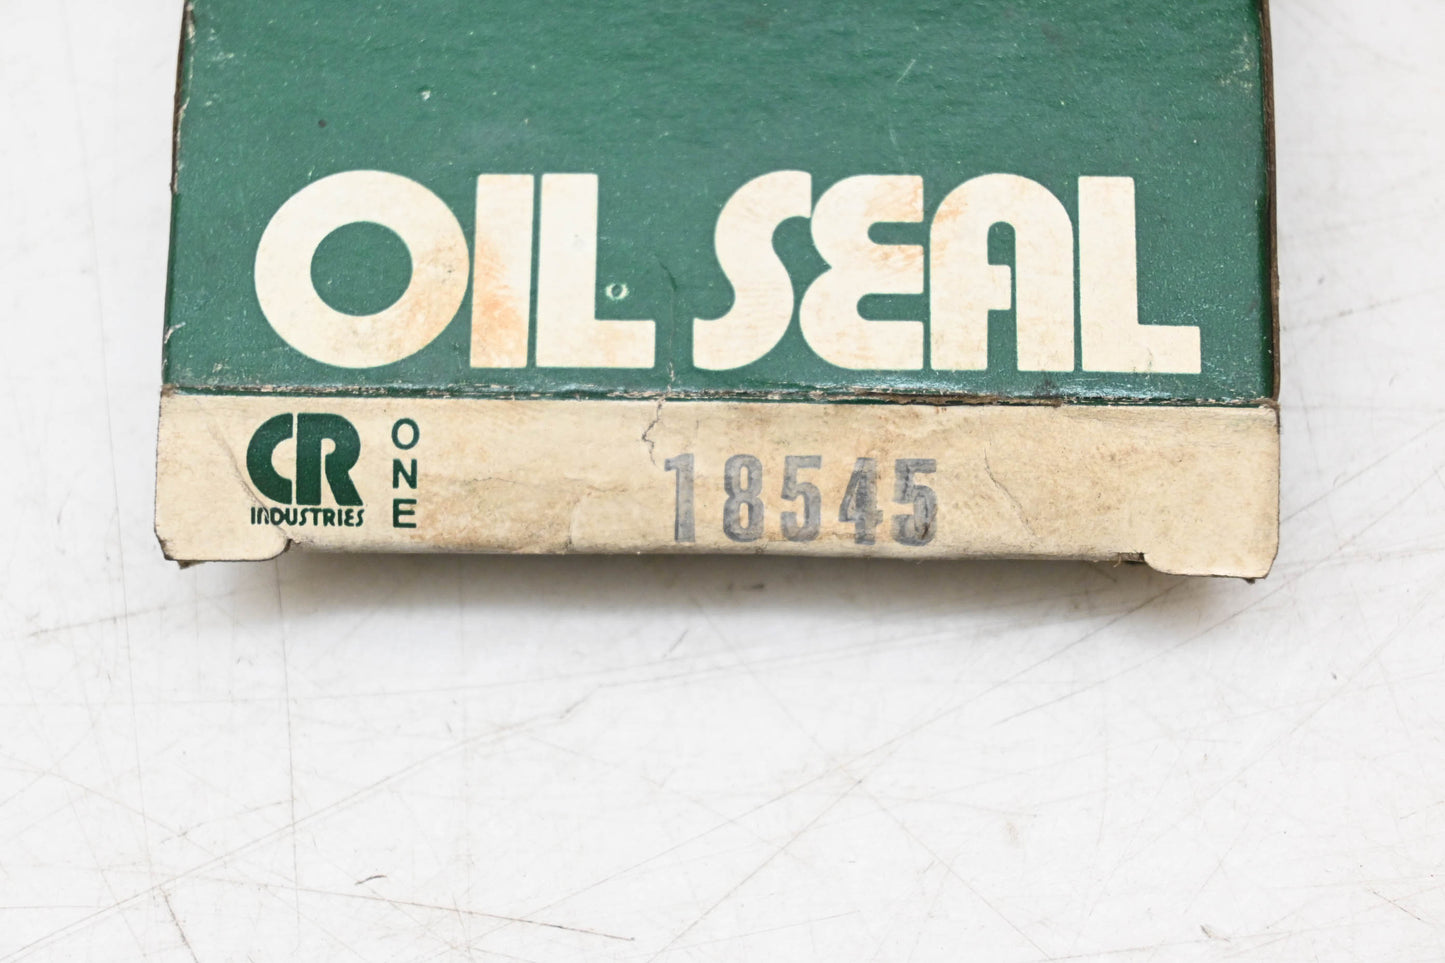 OIL SEAL
CR
INDUSTRIES
ONE
18545